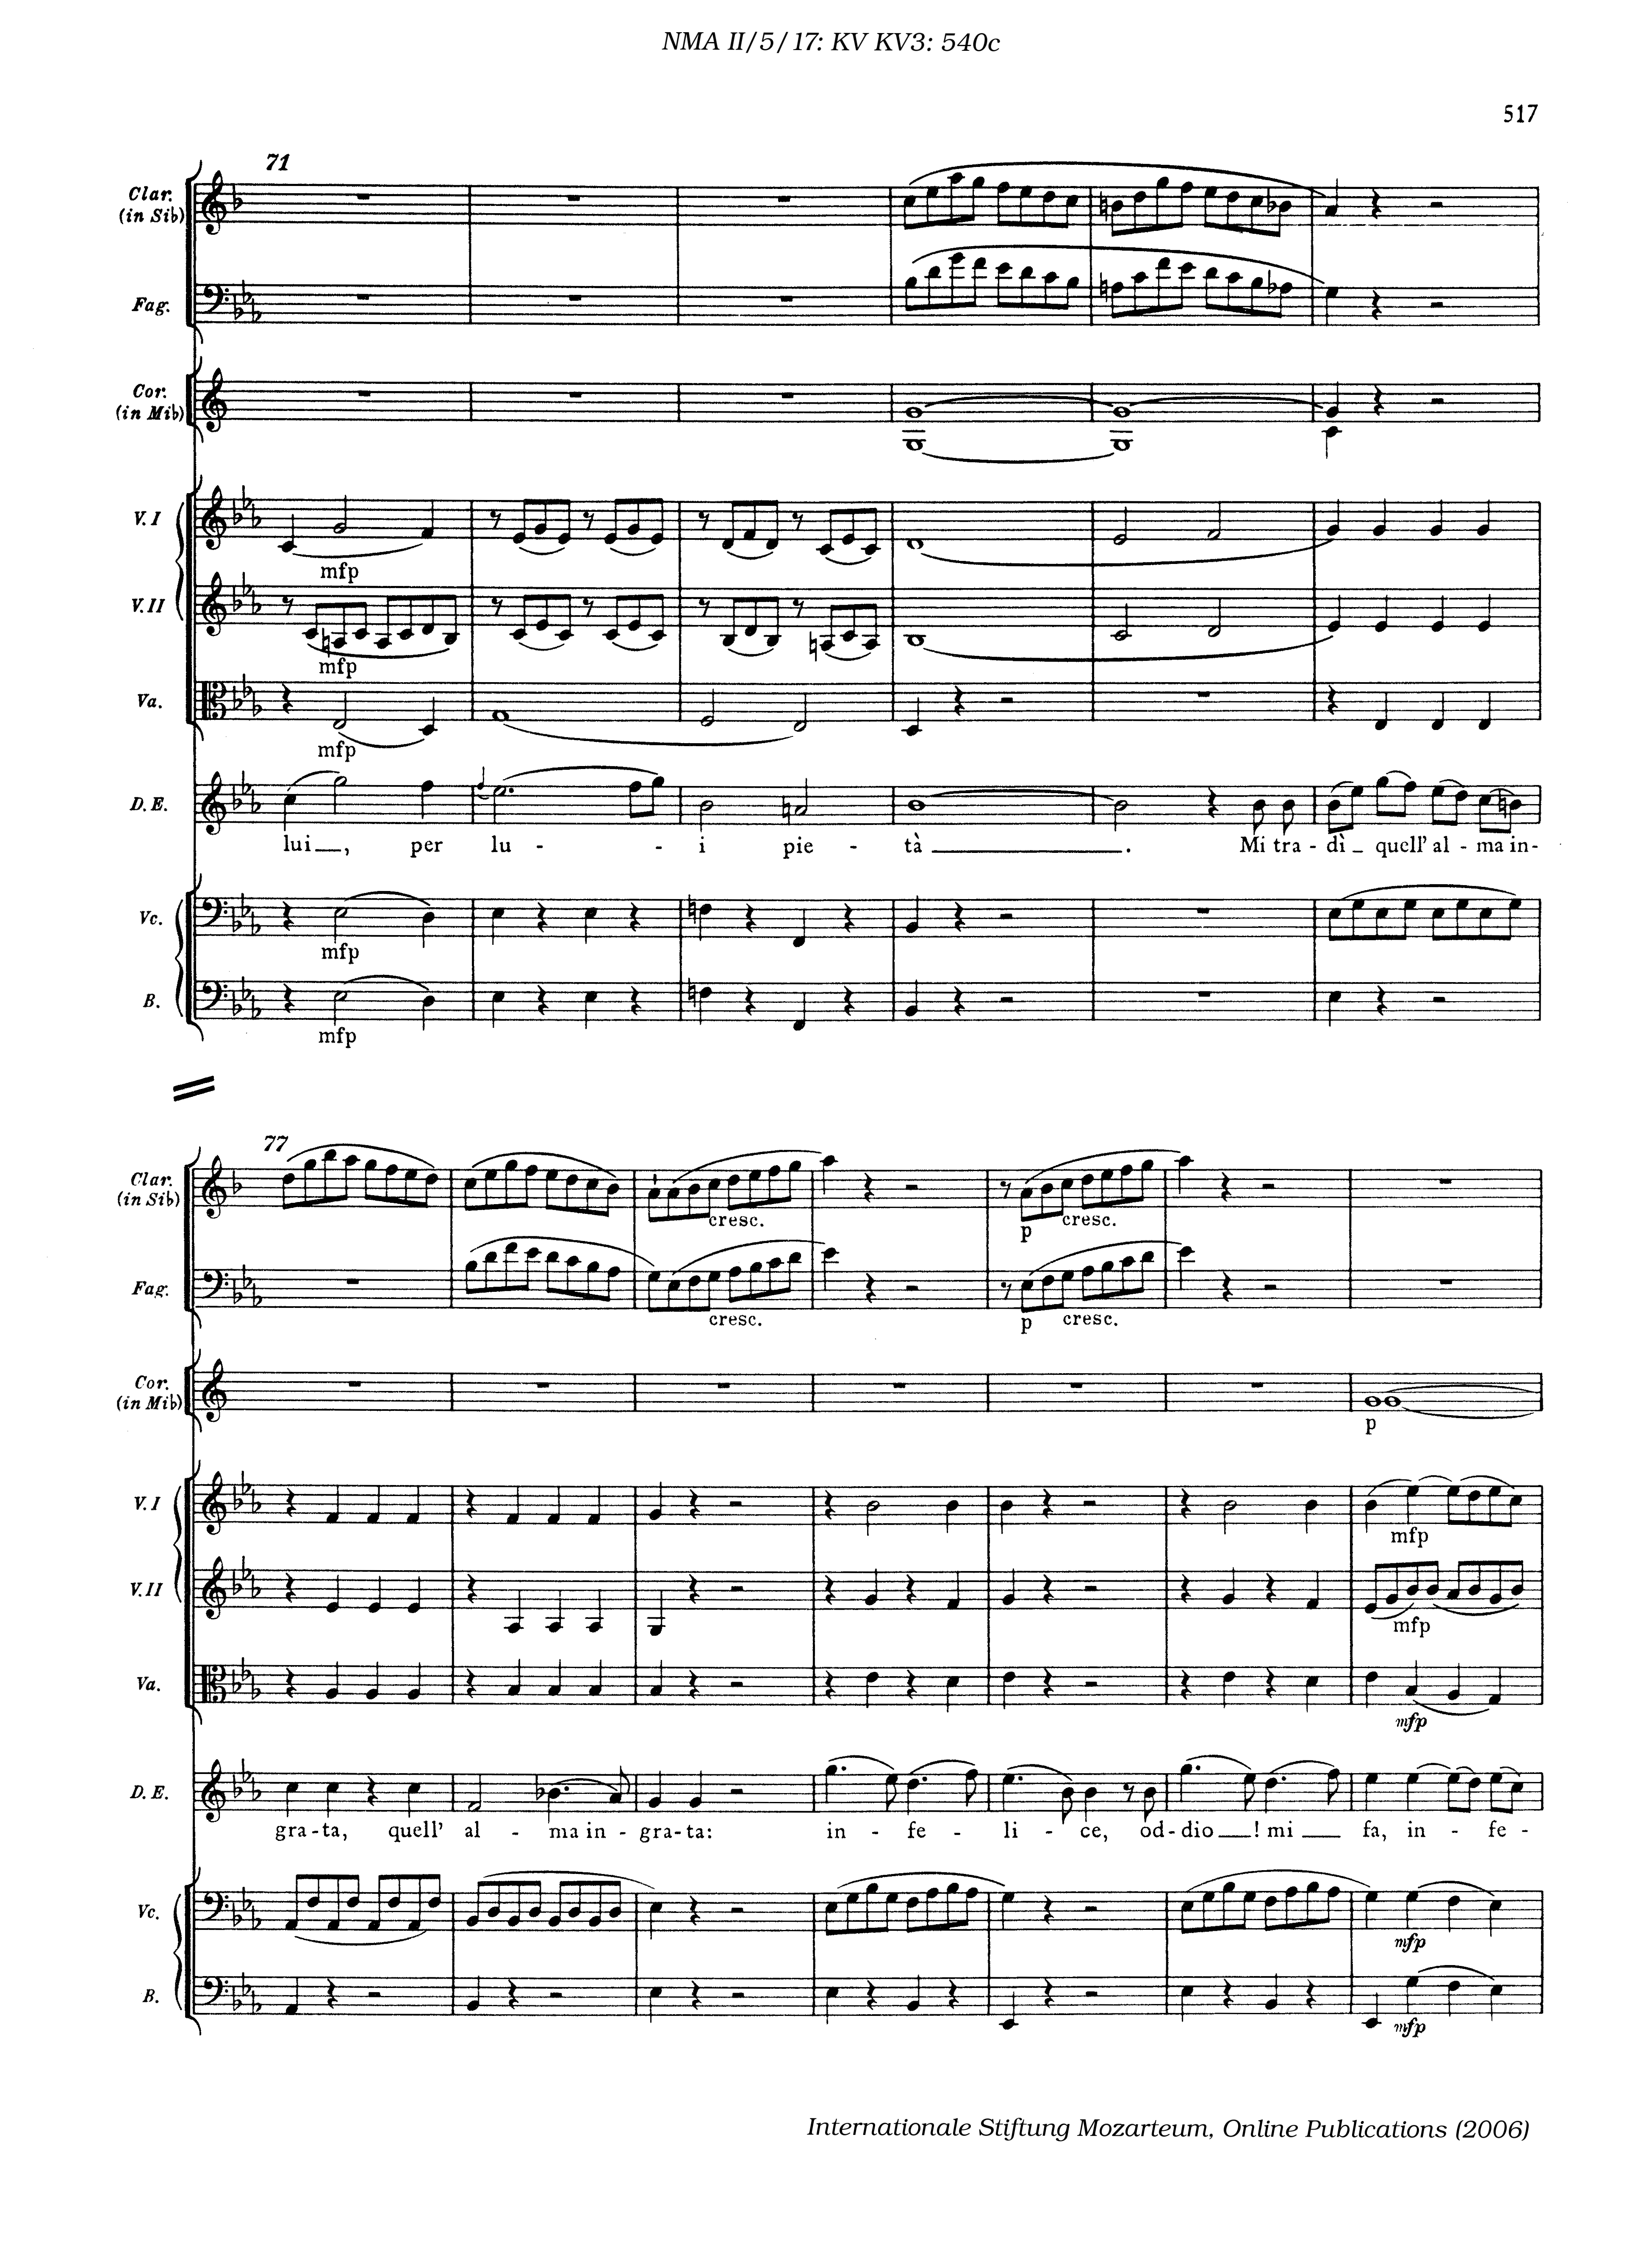 NMA II/5/17: KV KV3: 540c
517
71
Clar.
(in Sib)
Fag.
Cor.
(in Mib)
V. I
mfp
V. II
mfp
Va.
mfp
D. E.
lui , per lu - - i pie - tà . Mi tra - dì - quell' al - ma in-
Vc.
mfp
B.
mfp
77
Clar.
(in Sib)
cresc. p cresc.
Fag.
cresc. p cresc.
Cor.
(in Mib)
p
V. I
mfp
V. II
mfp
Va.
mfp
D. E.
gra - ta, quell' al - ma in - gra - ta: in - fe - li - ce, od - dio ! mi fa, in - fe -
Vc.
mfp
B.
mfp
Internationale Stiftung Mozarteum, Online Publications (2006)